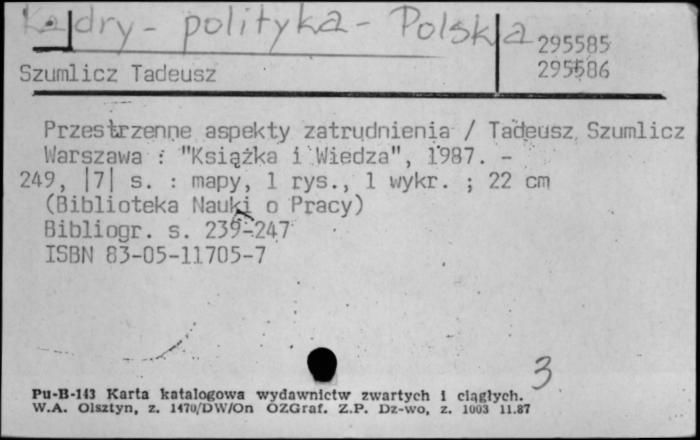 Kadry - polityka - Polska
295585
Szumlicz Tadeusz
295586
Przestrzenne aspekty zatrudnienia / Tadeusz Szumlicz
Warszawa : "Książka i Wiedza", 1987. -
249, |7| s. : mapy, 1 rys., 1 wykr. ; 22 cm
(Biblioteka Nauki o Pracy)
Bibliogr. s. 239-247
ISBN 83-05-11705-7
3
Pu-B-143 Karta katalogowa wydawnictw zwartych i ciągłych.
W.A. Olsztyn, z. 1470/DW/On OZGraf. Z.P. Dz-wo, z. 1003 11.87